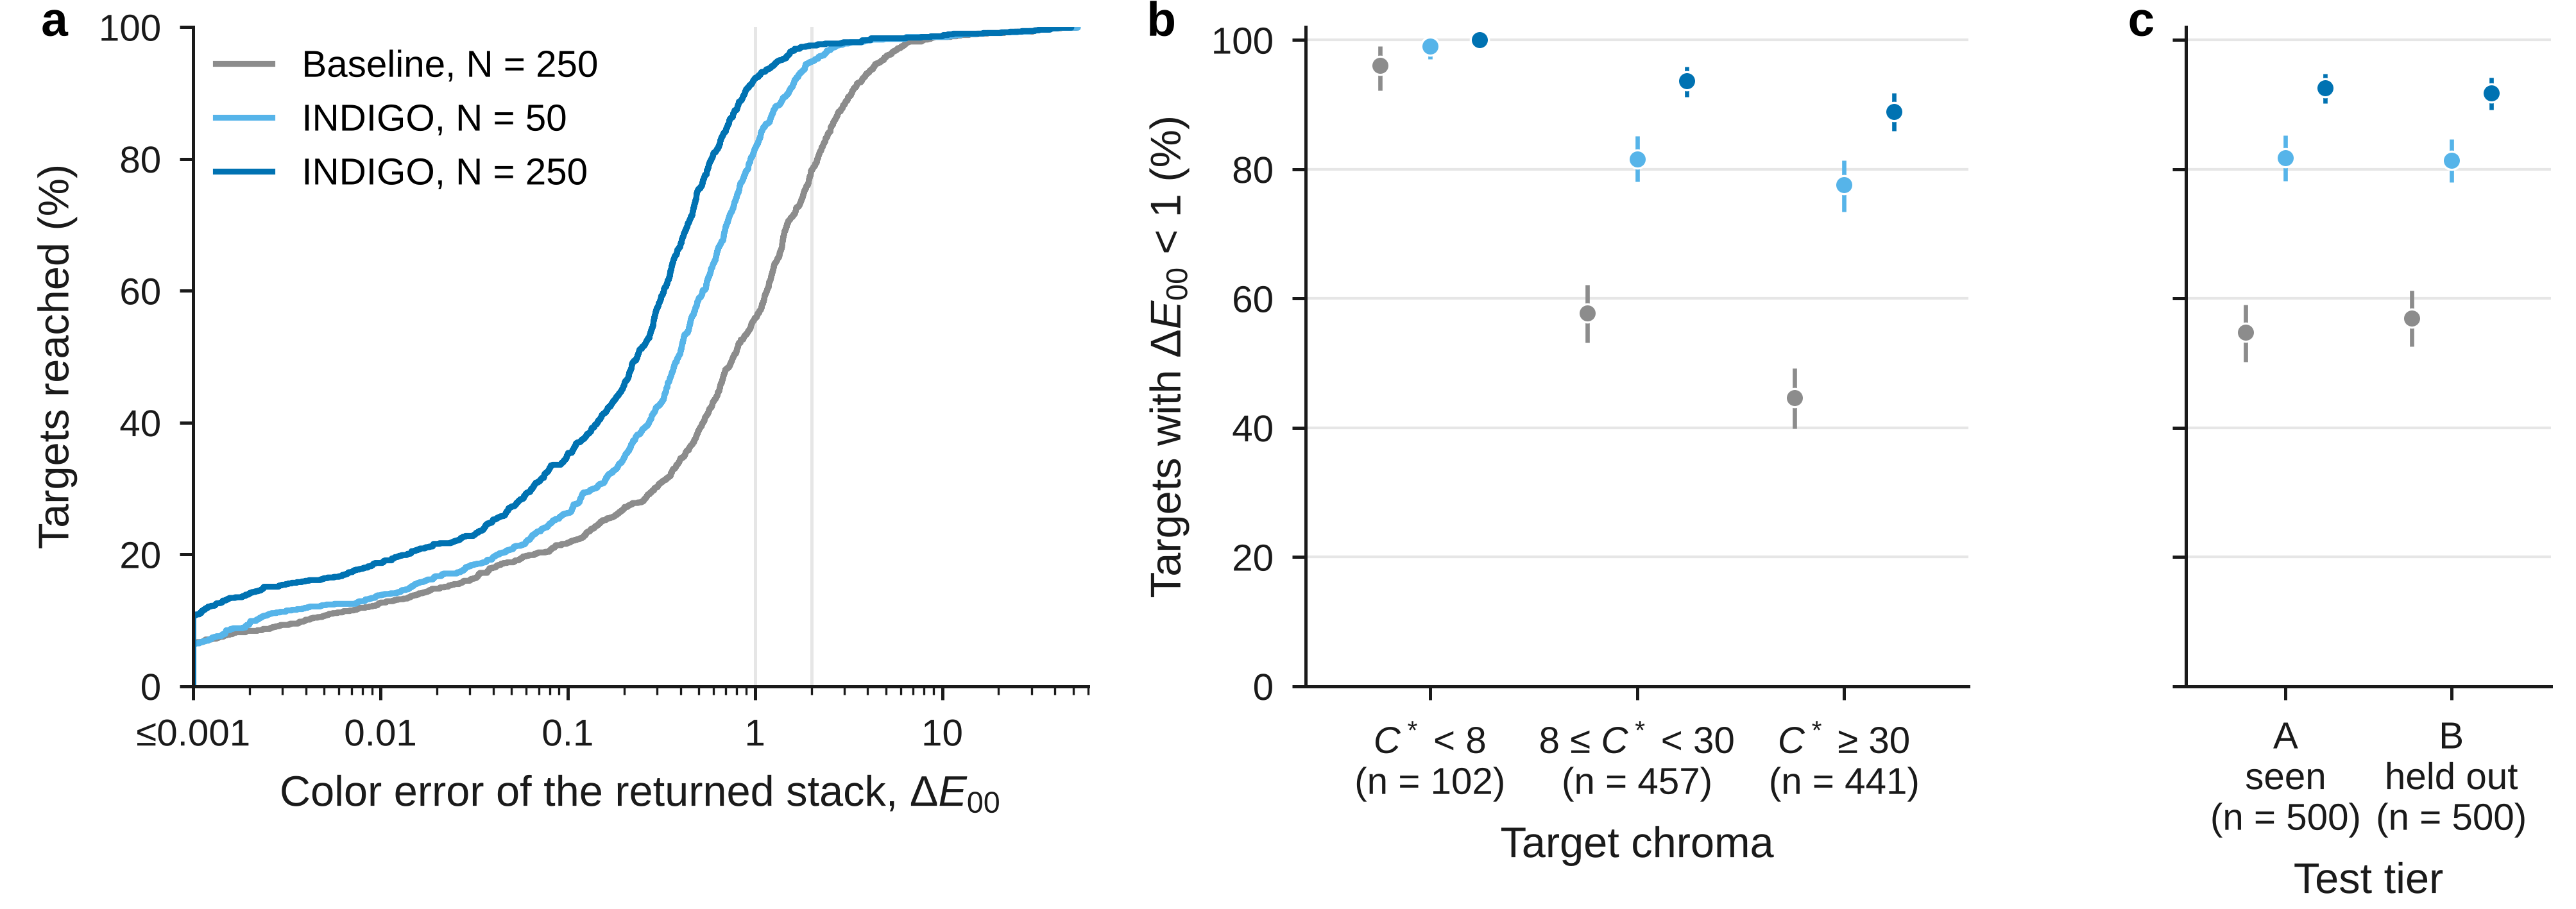 a
Targets reached (%)
100
80
60
40
20
0
Baseline, N = 250
INDIGO, N = 50
INDIGO, N = 250
≤0.001 0.01 0.1 1 10
Color error of the returned stack, ΔE00
b
Targets with ΔE00 < 1 (%)
100
80
60
40
20
0
C* < 8 8 ≤ C* < 30 C* ≥ 30
(n = 102) (n = 457) (n = 441)
Target chroma
c
A B
seen held out
(n = 500) (n = 500)
Test tier